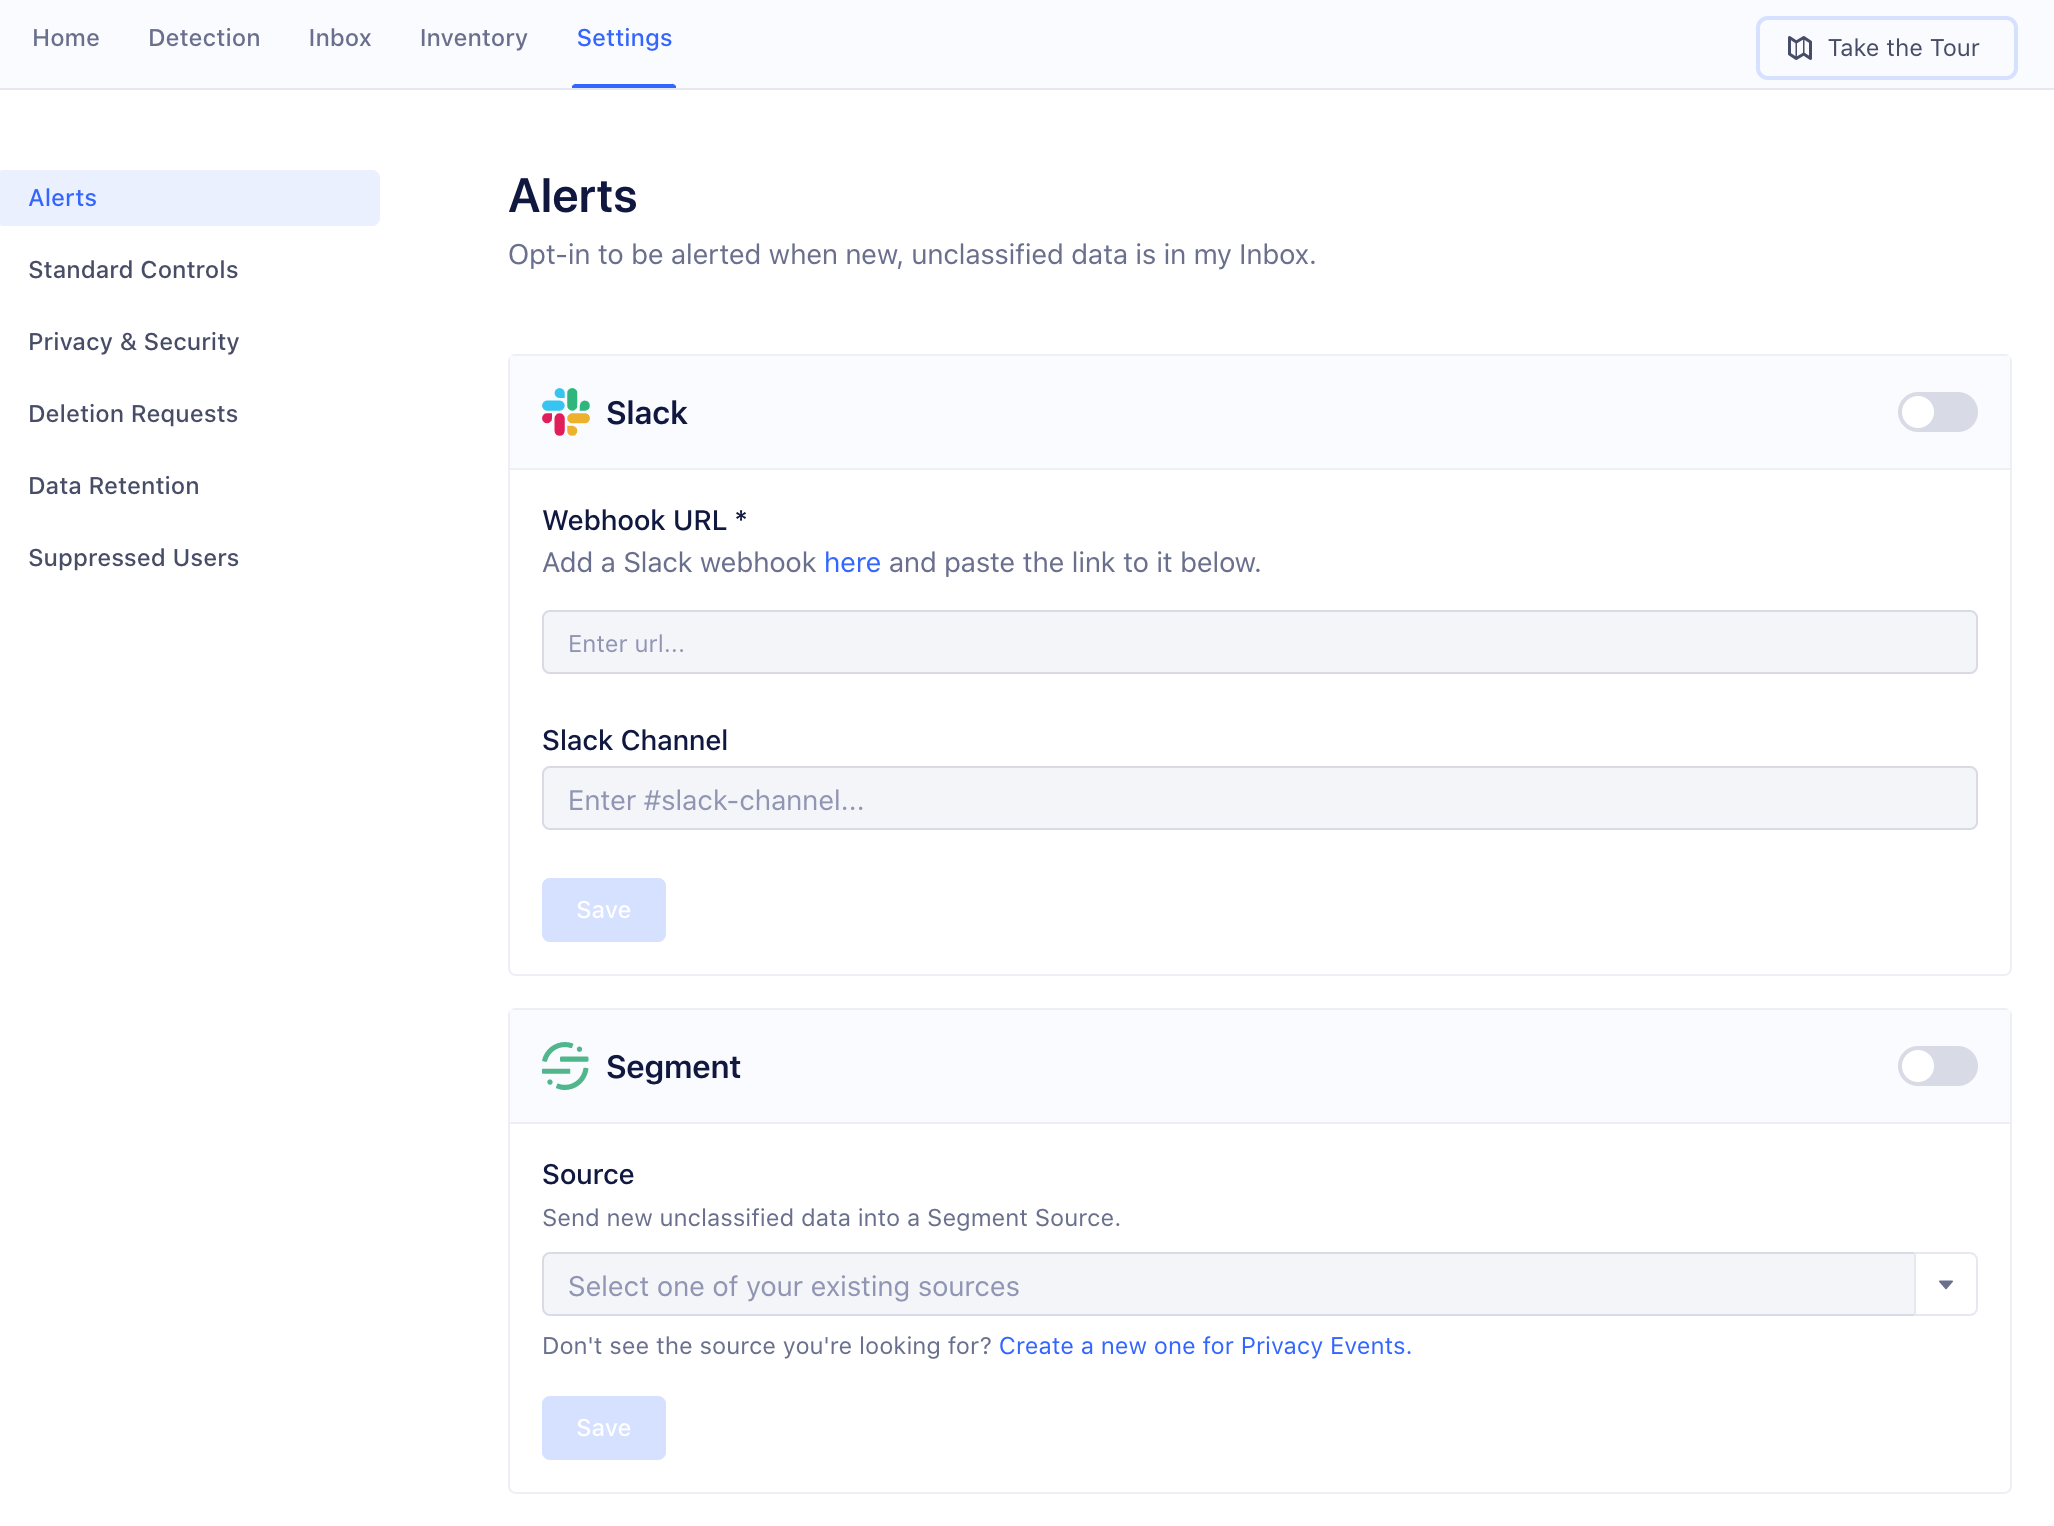 Home Detection Inbox Inventory Settings Take the Tour
Alerts
Standard Controls
Privacy & Security
Deletion Requests
Data Retention
Suppressed Users
Alerts
Opt-in to be alerted when new, unclassified data is in my Inbox.
Slack
Webhook URL *
Add a Slack webhook here and paste the link to it below.
Enter url...
Slack Channel
Enter #slack-channel...
Save
Segment
Source
Send new unclassified data into a Segment Source.
Select one of your existing sources
Don't see the source you're looking for? Create a new one for Privacy Events.
Save